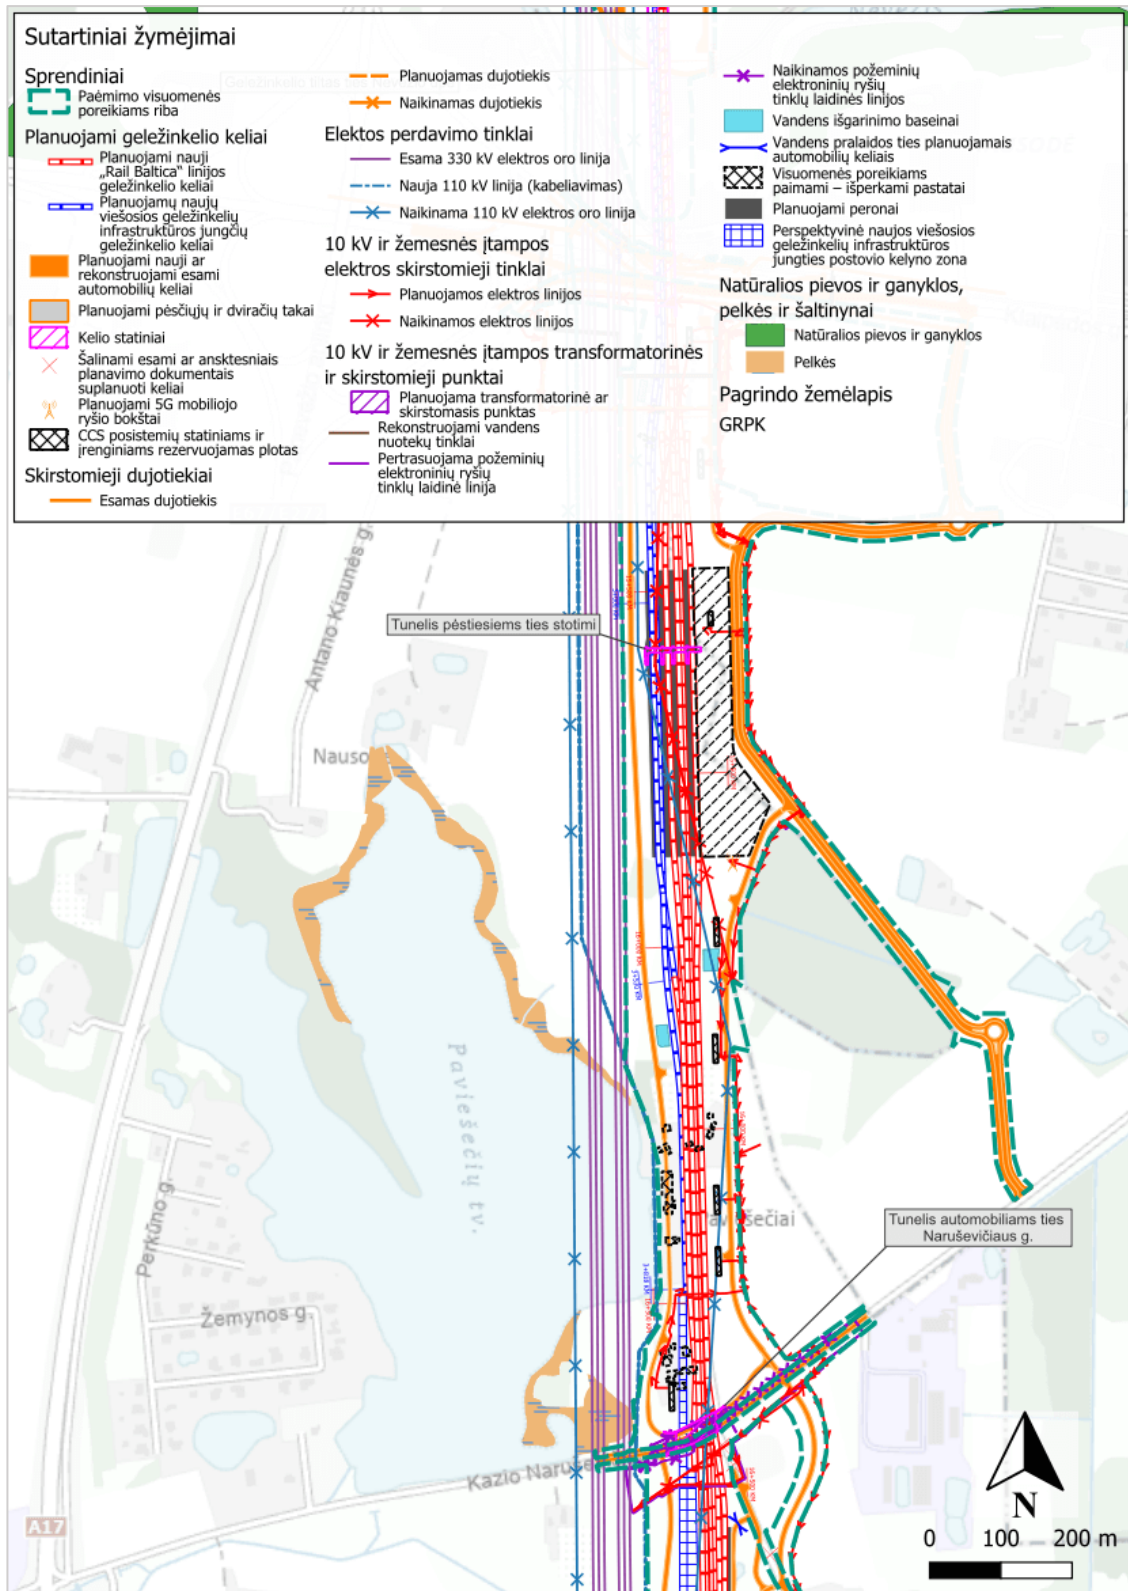 Sutartiniai žymėjimai
Sprendiniai
Paėmimo visuomenės
poreikiams riba
Planuojami geležinkelio keliai
Planuojami nauji
„Rail Baltica“ linijos
geležinkelio keliai
Planuojamų naujų
viešosios geležinkelių
infrastruktūros jungčių
geležinkelio keliai
Planuojami nauji ar
rekonstruojami esami
automobilių keliai
Planuojami pėsčiųjų ir dviračių takai
Kelio statiniai
Šalinami esami ar ansktesniais
planavimo dokumentais
suplanuoti keliai
Planuojami 5G mobiliojo
ryšio bokštai
CCS posistemių statiniams ir
įrenginiams rezervuojamas plotas
Skirstomieji dujotiekiai
Esamas dujotiekis
Planuojamas dujotiekis
Naikinamas dujotiekis
Elektos perdavimo tinklai
Esama 330 kV elektros oro linija
Nauja 110 kV linija (kabeliavimas)
Naikinama 110 kV elektros oro linija
10 kV ir žemesnės įtampos
elektros skirstomieji tinklai
Planuojamos elektros linijos
Naikinamos elektros linijos
10 kV ir žemesnės įtampos transformatorinės
ir skirstomieji punktai
Planuojama transformatorinė ar
skirstomasis punktas
Rekonstruojami vandens
nuotekų tinklai
Pertrasuojama požeminių
elektroninių ryšių
tinklų laidinė linija
Naikinamos požeminių
elektroninių ryšių
tinklų laidinės linijos
Vandens išgarinimo baseinai
Vandens pralaidos ties planuojamais
automobilių keliais
Visuomenės poreikiams
paimami – išperkami pastatai
Planuojami peronai
Perspektyvinė naujos viešosios
geležinkelių infrastruktūros
jungties postovio kelyno zona
Natūralios pievos ir ganyklos,
pelkės ir šaltinynai
Natūralios pievos ir ganyklos
Pelkės
Pagrindo žemėlapis
GRPK
Antano Kiaunės g.
Tunelis pėstiesiems ties stotimi
Pavíešečių tv.
Perkūno g.
Žemynos g.
Tunelis automobiliams ties
Naruševičiaus g.
A17
N
0 100 200 m